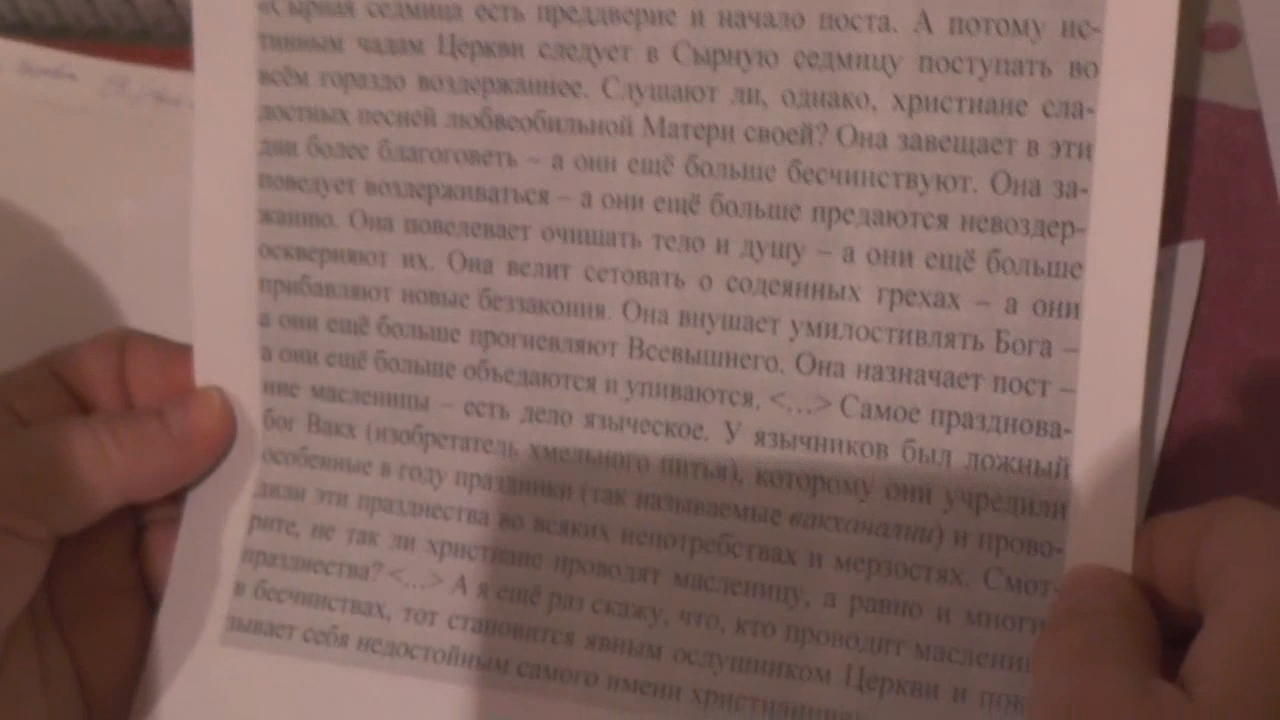 «Сырная седмица есть преддверие и начало поста. А потому ис-
тинным чадам Церкви следует в Сырную седмицу поступать во
всём гораздо воздержаннее. Слушают ли, однако, христиане сла-
достных песней любвеобильной Матери своей? Она завещает в эти
дни более благоговеть – а они ещё больше бесчинствуют. Она за-
поведует воздерживаться – а они ещё больше предаются невоздер-
жанию. Она повелевает очищать тело и душу – а они ещё больше
оскверняют их. Она велит сетовать о содеянных грехах – а они
прибавляют новые беззакония. Она внушает умилостивлять Бога –
а они ещё больше прогневляют Всевышнего. Она назначает пост –
а они ещё больше объедаются и упиваются. <...> Самое празднова-
ние масленицы – есть дело языческое. У язычников был ложный
бог Вакх (изобретатель хмельного питья), которому они учредили
особенные в году праздники (так называемые вакханалии) и прово-
дили эти празднества во всяких непотребствах и мерзостях. Смот-
рите, не так ли христиане проводят масленицу, а равно и многи
празднества? <...> А я ещё раз скажу, что, кто проводит маслени
в бесчинствах, тот становится явным ослушником Церкви и пок
зывает себя недостойным самого имени христианина